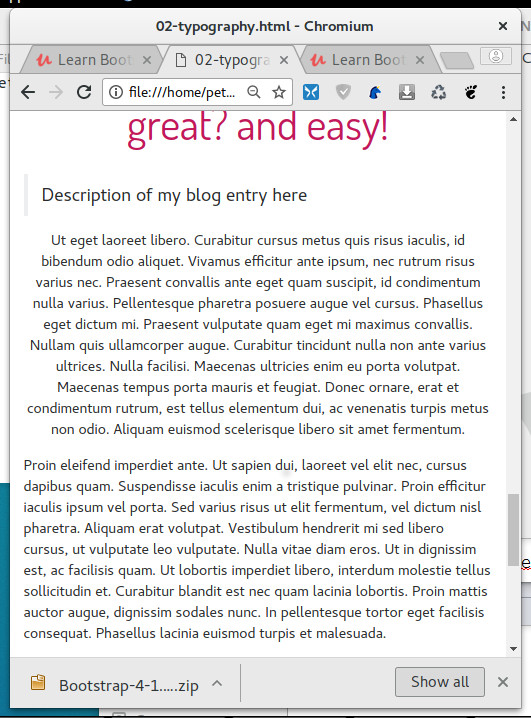 02-typography.html - Chromium
Learn Boot
02-typogra
Learn Boot
file:///home/pet...
great? and easy!
Description of my blog entry here
Ut eget laoreet libero. Curabitur cursus metus quis risus iaculis, id
bibendum odio aliquet. Vivamus efficitur ante ipsum, nec rutrum risus
varius nec. Praesent convallis ante eget quam suscipit, id condimentum
nulla varius. Pellentesque pharetra posuere augue vel cursus. Phasellus
eget dictum mi. Praesent vulputate quam eget mi maximus convallis.
Nullam quis ullamcorper augue. Curabitur tincidunt nulla non ante varius
ultrices. Nulla facilisi. Maecenas ultricies enim eu porta volutpat.
Maecenas tempus porta mauris et feugiat. Donec ornare, erat et
condimentum rutrum, est tellus elementum dui, ac venenatis turpis metus
non odio. Aliquam euismod scelerisque libero sit amet fermentum.
Proin eleifend imperdiet ante. Ut sapien dui, laoreet vel elit nec, cursus
dapibus quam. Suspendisse iaculis enim a tristique pulvinar. Proin efficitur
iaculis ipsum vel porta. Sed varius risus ut elit fermentum, vel dictum nisl
pharetra. Aliquam erat volutpat. Vestibulum hendrerit mi sed libero
cursus, ut vulputate leo vulputate. Nulla vitae diam eros. Ut in dignissim
est, ac facilisis quam. Ut lobortis imperdiet libero, interdum molestie tellus
sollicitudin et. Curabitur blandit est nec quam lacinia lobortis. Proin mattis
auctor augue, dignissim sodales nunc. In pellentesque tortor eget facilisis
consequat. Phasellus lacinia euismod turpis et malesuada.
Bootstrap-4-1.....zip
Show all